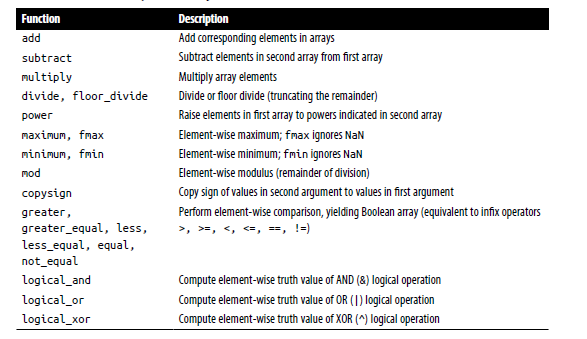 Function Description
add Add corresponding elements in arrays
subtract Subtract elements in second array from first array
multiply Multiply array elements
divide, floor_divide Divide or floor divide (truncating the remainder)
power Raise elements in first array to powers indicated in second array
maximum, fmax Element-wise maximum; fmax ignores NaN
minimum, fmin Element-wise minimum; fmin ignores NaN
mod Element-wise modulus (remainder of division)
copysign Copy sign of values in second argument to values in first argument
greater, Perform element-wise comparison, yielding Boolean array (equivalent to infix operators
greater_equal, less, >, >=, <, <=, ==, !=)
less_equal, equal,
not_equal
logical_and Compute element-wise truth value of AND (&) logical operation
logical_or Compute element-wise truth value of OR (|) logical operation
logical_xor Compute element-wise truth value of XOR (^) logical operation